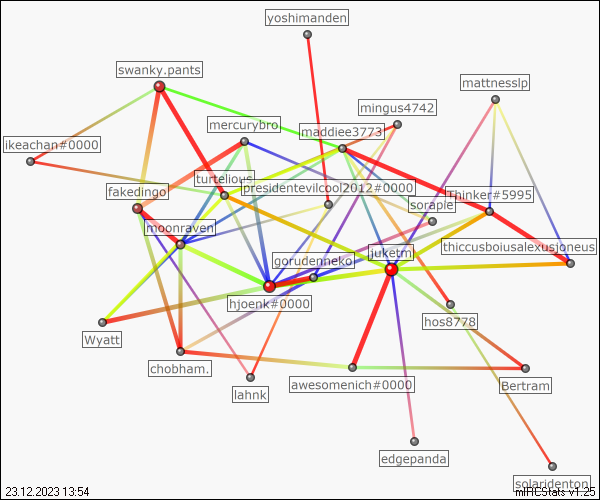 yoshimanden
swanky.pants
mattnesslp
mingus4742
mercurybro
maddiee3773
ikeachan#0000
turtelious
presidentevilcool2012#0000
fakedingo
Thinker#5995
soraple
moonraven
juketm
thiccusboiusalexusjoneus
gorudenneko
hjoenk#0000
hos8778
Wyatt
chobham.
awesomenich#0000
Bertram
lahnk
edgepanda
solaridenton
23.12.2023 13:54
mIRCStats v1.25